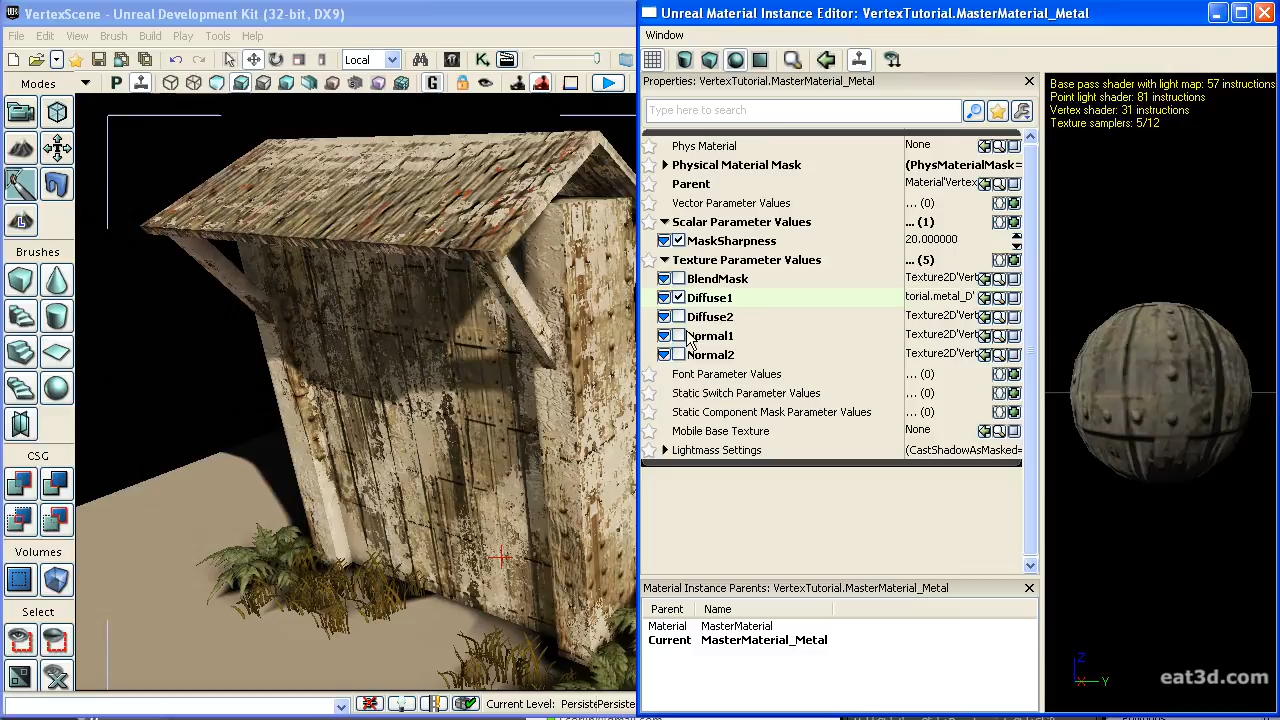 VertexScene - Unreal Development Kit (32-bit, DX9)
File Edit View Brush Build Play Tools Help
Local
Modes
P
G
Brushes
CSG
Volumes
Select
Current Level: PersistePersiste
Unreal Material Instance Editor: VertexTutorial.MasterMaterial_Metal
Window
Properties: VertexTutorial.MasterMaterial_Metal
Type here to search
Phys Material None
Physical Material Mask (PhysMaterialMask=
Parent Material'Vertex
Vector Parameter Values ... (0)
Scalar Parameter Values ... (1)
MaskSharpness 20.000000
Texture Parameter Values ... (5)
BlendMask Texture2D'Vert
Diffuse1 torial.metal_D'
Diffuse2 Texture2D'Vert
Normal1 Texture2D'Vert
Normal2 Texture2D'Vert
Font Parameter Values ... (0)
Static Switch Parameter Values ... (0)
Static Component Mask Parameter Values ... (0)
Mobile Base Texture None
Lightmass Settings (CastShadowAsMasked=
Material Instance Parents: VertexTutorial.MasterMaterial_Metal
Parent Name
Material MasterMaterial
Current MasterMaterial_Metal
Base pass shader with light map: 57 instructions
Point light shader: 81 instructions
Vertex shader: 31 instructions
Texture samplers: 5/12
Z
X Y
eat3d.com